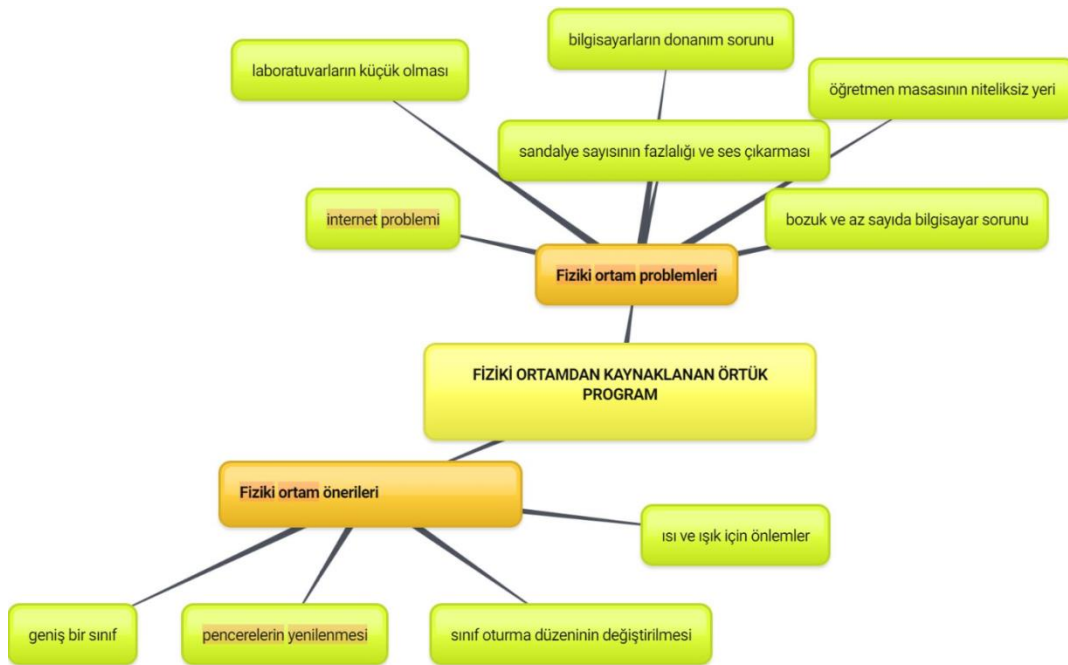 bilgisayarların donanım sorunu
laboratuvarların küçük olması
öğretmen masasının niteliksiz yeri
sandalye sayısının fazlalığı ve ses çıkarması
internet problemi
bozuk ve az sayıda bilgisayar sorunu
Fiziki ortam problemleri
FİZİKİ ORTAMDAN KAYNAKLANAN ÖRTÜK
PROGRAM
Fiziki ortam önerileri
ısı ve ışık için önlemler
geniş bir sınıf
pencerelerin yenilenmesi
sınıf oturma düzeninin değiştirilmesi